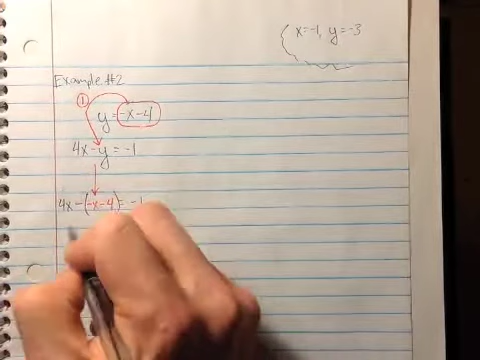 x=-1, y=-3
Example #2
①
y=-x-4
4x-y=-1
4x-(-x-4)=-1